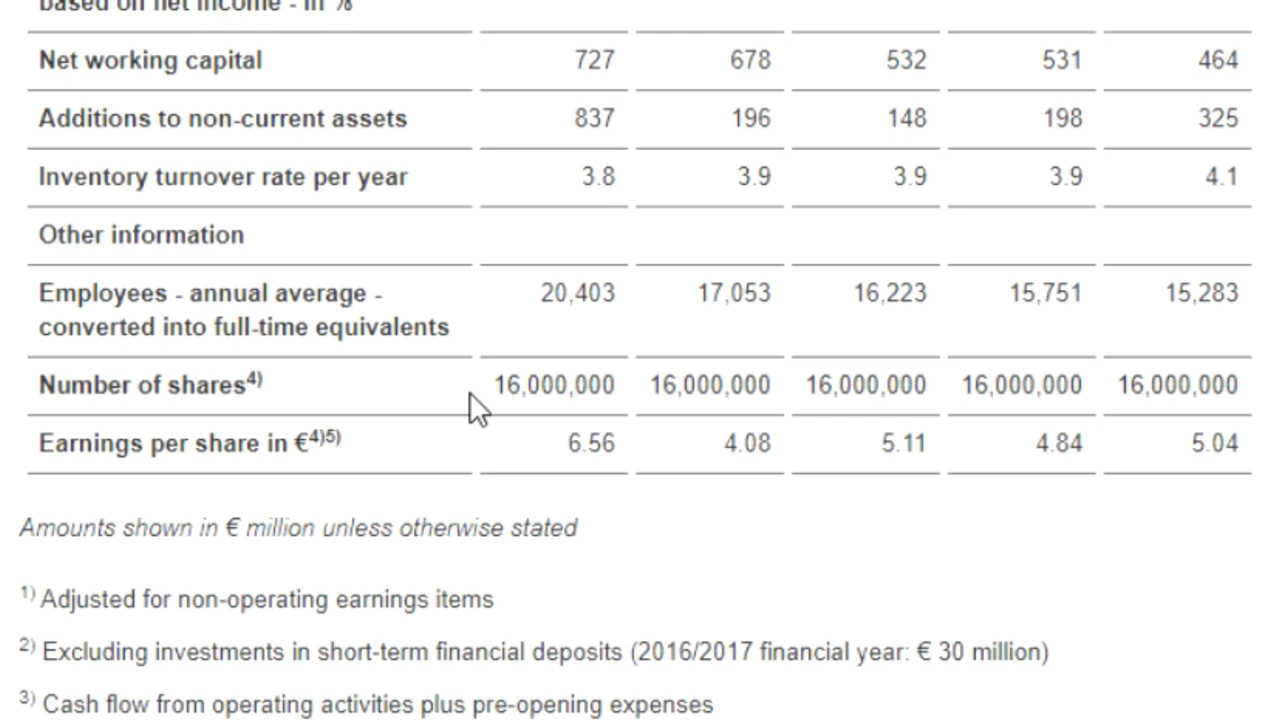 based on net income - in %
Net working capital 727 678 532 531 464
Additions to non-current assets 837 196 148 198 325
Inventory turnover rate per year 3.8 3.9 3.9 3.9 4.1
Other information
Employees - annual average - 20,403 17,053 16,223 15,751 15,283
converted into full-time equivalents
Number of shares4) 16,000,000 16,000,000 16,000,000 16,000,000 16,000,000
Earnings per share in €4)5) 6.56 4.08 5.11 4.84 5.04
Amounts shown in € million unless otherwise stated
1) Adjusted for non-operating earnings items
2) Excluding investments in short-term financial deposits (2016/2017 financial year: € 30 million)
3) Cash flow from operating activities plus pre-opening expenses